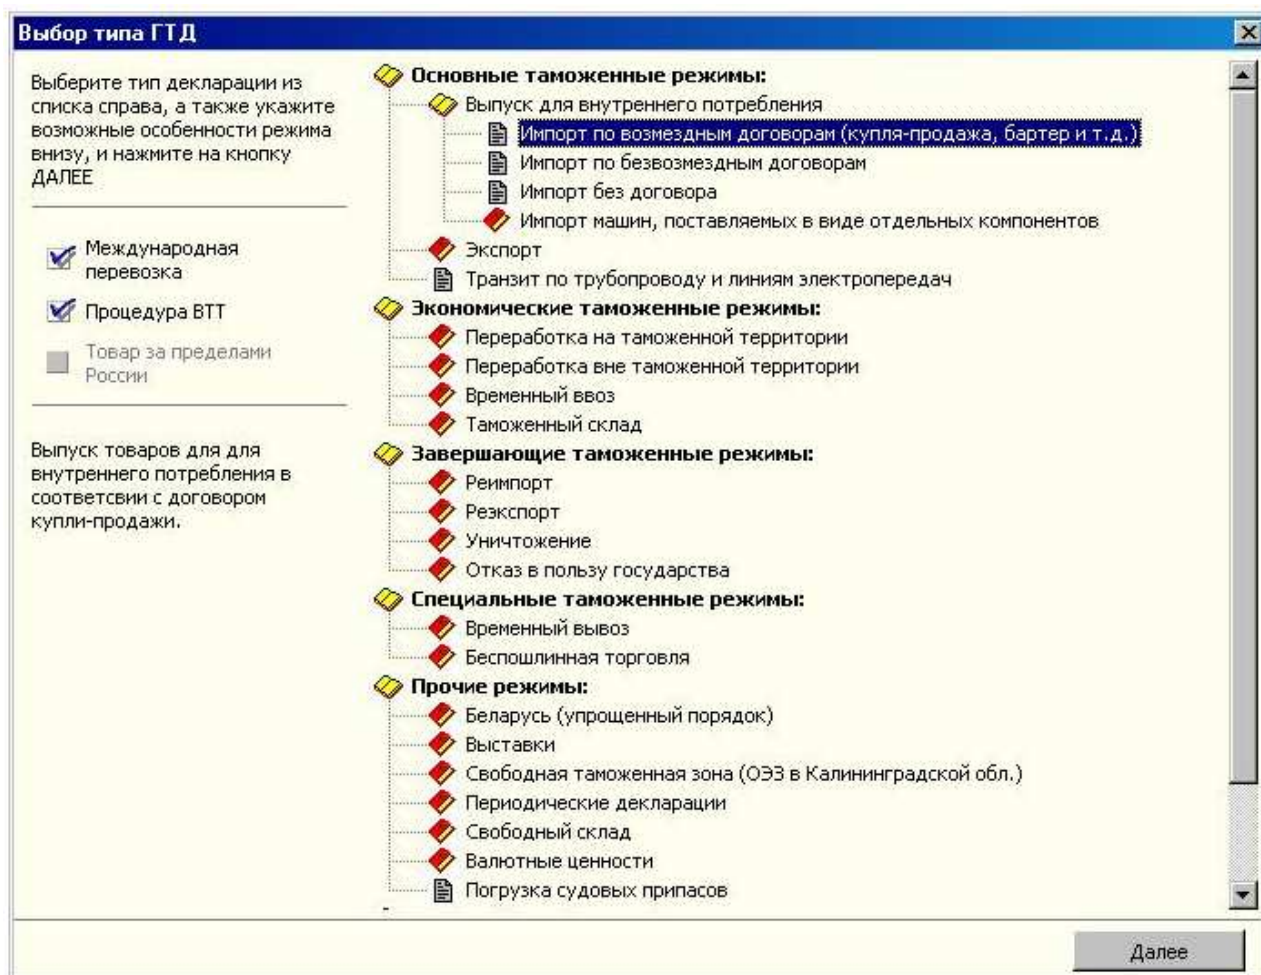 Выбор типа ГТД
Выберите тип декларации из
списка справа, а также укажите
возможные особенности режима
внизу, и нажмите на кнопку
ДАЛЕЕ
Международная
перевозка
Процедура ВТТ
Товар за пределами
России
Выпуск товаров для для
внутреннего потребления в
соответсвии с договором
купли-продажи.
Основные таможенные режимы:
Выпуск для внутреннего потребления
Импорт по возмездным договорам (купля-продажа, бартер и т.д.)
Импорт по безвозмездным договорам
Импорт без договора
Импорт машин, поставляемых в виде отдельных компонентов
Экспорт
Транзит по трубопроводу и линиям электропередач
Экономические таможенные режимы:
Переработка на таможенной территории
Переработка вне таможенной территории
Временный ввоз
Таможенный склад
Завершающие таможенные режимы:
Реимпорт
Реэкспорт
Уничтожение
Отказ в пользу государства
Специальные таможенные режимы:
Временный вывоз
Беспошлинная торговля
Прочие режимы:
Беларусь (упрощенный порядок)
Выставки
Свободная таможенная зона (ОЭЗ в Калининградской обл.)
Периодические декларации
Свободный склад
Валютные ценности
Погрузка судовых припасов
Далее